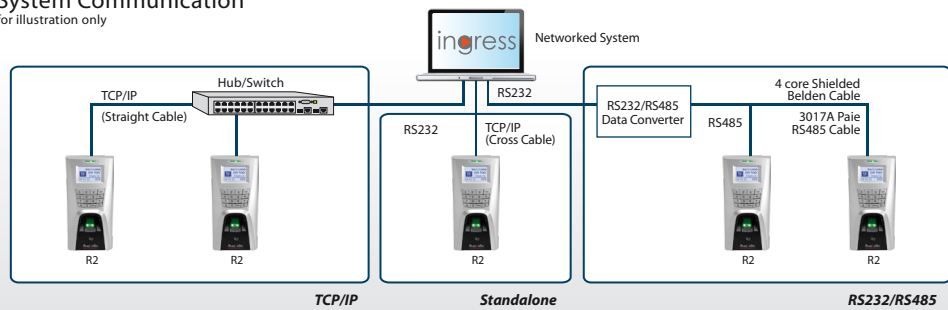 System Communication
for illustration only
ingress
Networked System
Hub/Switch
TCP/IP
(Straight Cable)
R2
R2
TCP/IP
RS232
RS232
TCP/IP
(Cross Cable)
R2
Standalone
RS232/RS485
Data Converter
RS485
4 core Shielded
Belden Cable
3017A Paie
RS485 Cable
R2
R2
RS232/RS485